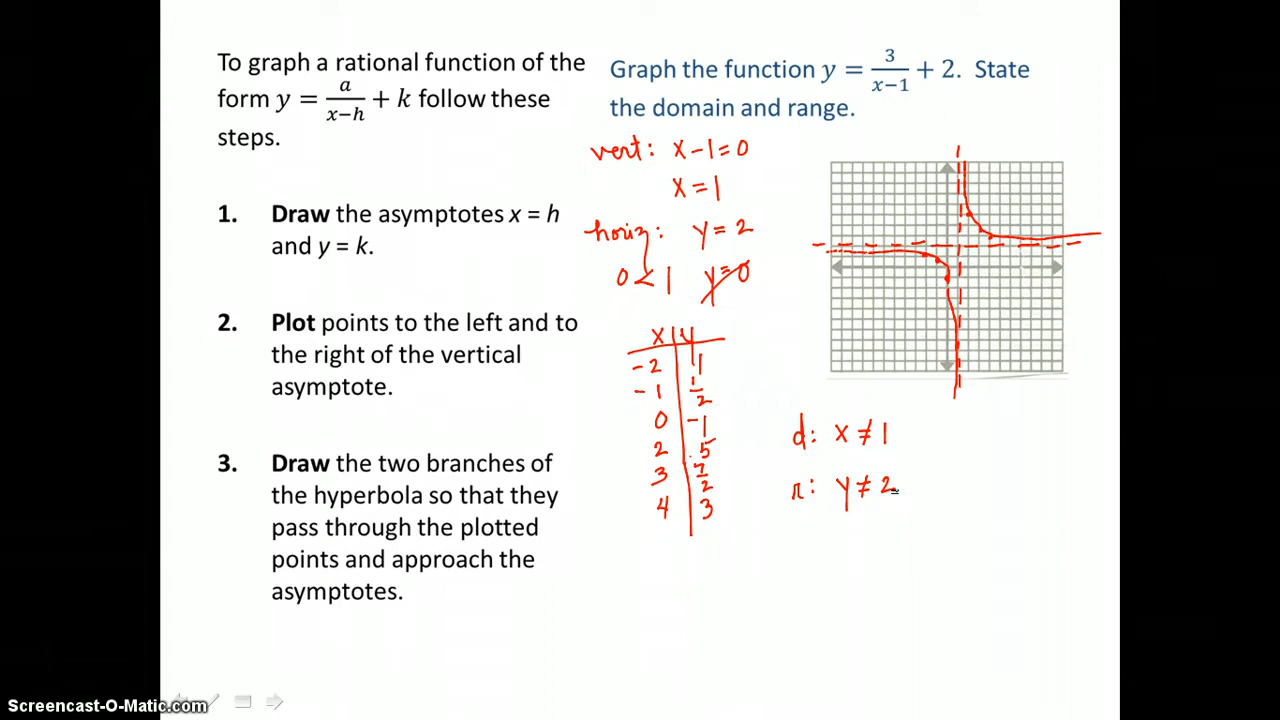 To graph a rational function of the
form y = a/(x−h) + k follow these
steps.
1. Draw the asymptotes x = h
and y = k.
2. Plot points to the left and to
the right of the vertical
asymptote.
3. Draw the two branches of
the hyperbola so that they
pass through the plotted
points and approach the
asymptotes.
Graph the function y = 3/(x−1) + 2. State
the domain and range.
vert: x − 1 = 0
x = 1
horiz: y = 2
0 < 1 y = 0
x | y
-2 | 1
-1 | 1/2
0 | -1
2 | 5
3 | 7/2
4 | 3
d: x ≠ 1
r: y ≠ 2
Screencast-O-Matic.com